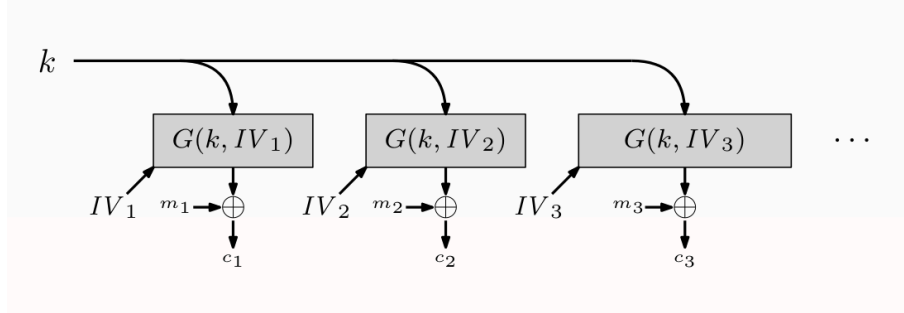 k
G(k, IV₁) G(k, IV₂) G(k, IV₃) ⋯
IV₁ m₁ ⊕ IV₂ m₂ ⊕ IV₃ m₃ ⊕
c₁ c₂ c₃